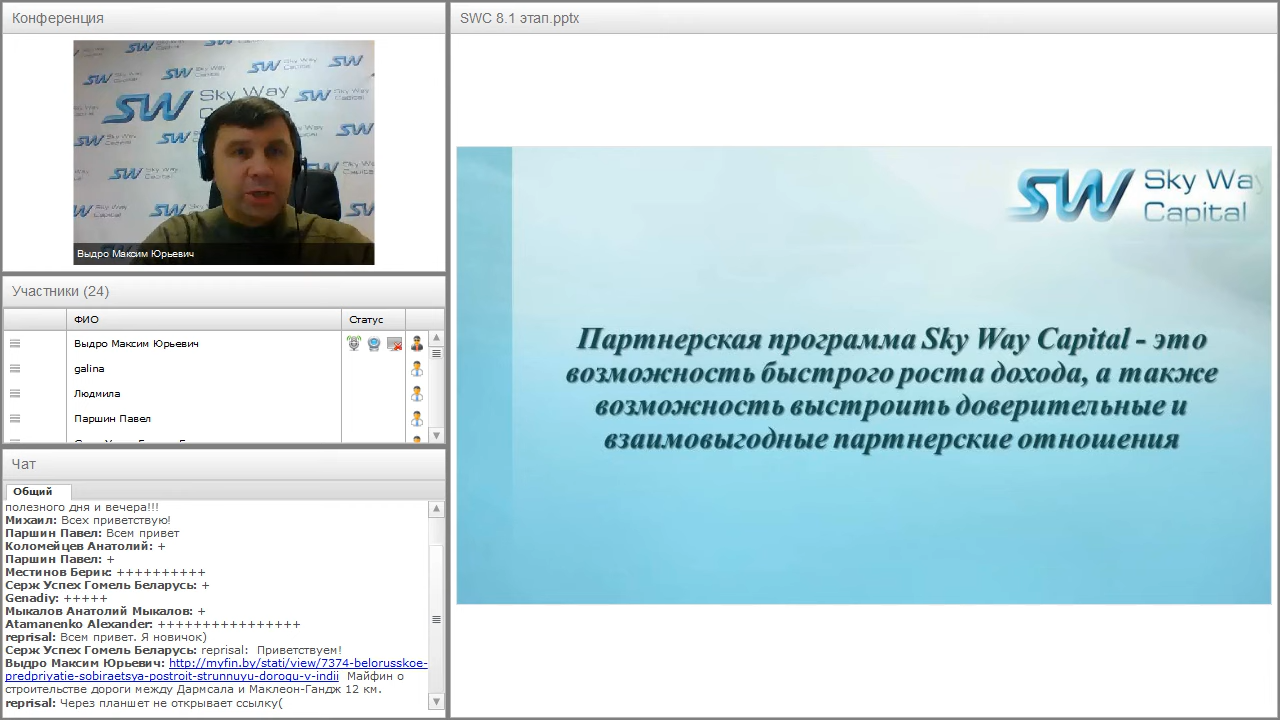 Конференция
SW Sky Way Capital
Выдро Максим Юрьевич
Участники (24)
ФИО
Статус
Выдро Максим Юрьевич
galina
Людмила
Паршин Павел
Чат
Общий
полезного дня и вечера!!!
Михаил: Всех приветствую!
Паршин Павел: Всем привет
Коломейцев Анатолий: +
Паршин Павел: +
Местинов Берик: ++++++++++
Серж Успех Гомель Беларусь: +
Genadiy: +++++
Мыкалов Анатолий Мыкалов: +
Atamanenko Alexander: ++++++++++++++++
reprisal: Всем привет. Я новичок)
Серж Успех Гомель Беларусь: reprisal: Приветствуем!
Выдро Максим Юрьевич: http://myfin.by/stati/view/7374-belorusskoe-
predprivatie-sobiraetsya-postroit-strunnuyu-dorogu-v-indii Майфин о
строительстве дороги между Дармсала и Маклеон-Гандж 12 км.
reprisal: Через планшет не открывает ссылку(
SWC 8.1 этап.pptx
SW Sky Way
Capital
Партнерская программа Sky Way Capital - это
возможность быстрого роста дохода, а также
возможность выстроить доверительные и
взаимовыгодные партнерские отношения